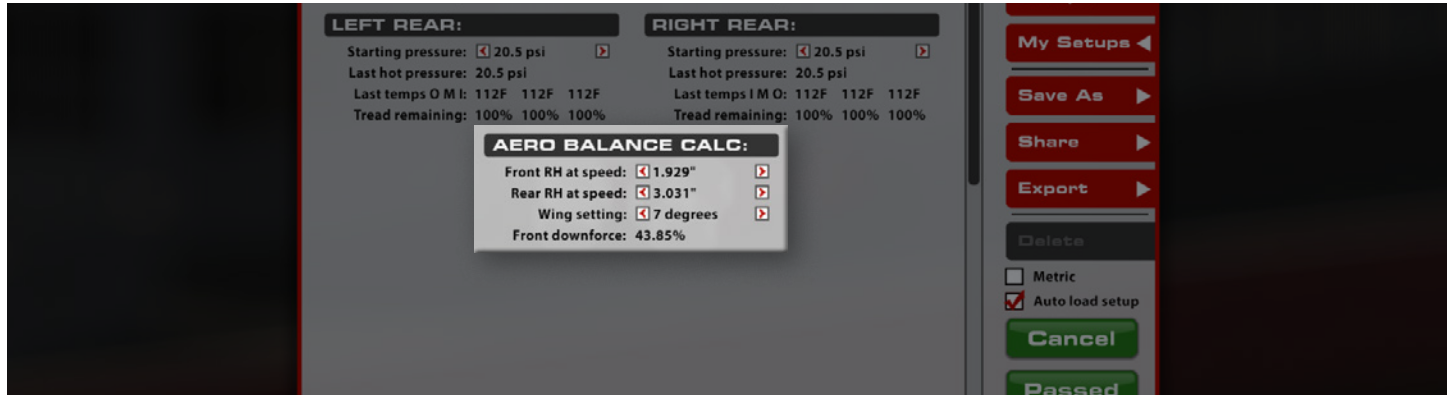 LEFT REAR:
Starting pressure: 20.5 psi
Last hot pressure: 20.5 psi
Last temps O M I: 112F 112F 112F
Tread remaining: 100% 100% 100%
RIGHT REAR:
Starting pressure: 20.5 psi
Last hot pressure: 20.5 psi
Last temps I M O: 112F 112F 112F
Tread remaining: 100% 100% 100%
AERO BALANCE CALC:
Front RH at speed: 1.929"
Rear RH at speed: 3.031"
Wing setting: 7 degrees
Front downforce: 43.85%
My Setups
Save As
Share
Export
Delete
Metric
Auto load setup
Cancel
Passed